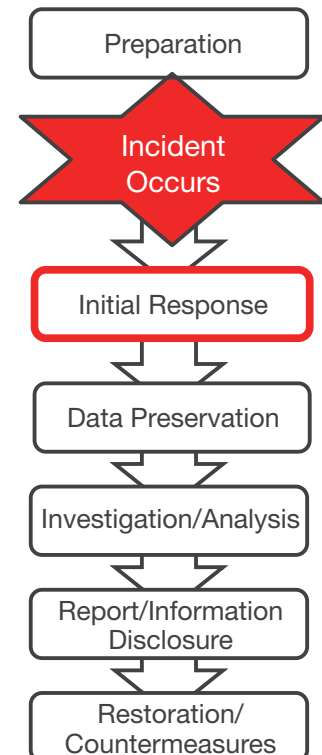 Preparation
Incident
Occurs
Initial Response
Data Preservation
Investigation/Analysis
Report/Information
Disclosure
Restoration/
Countermeasures